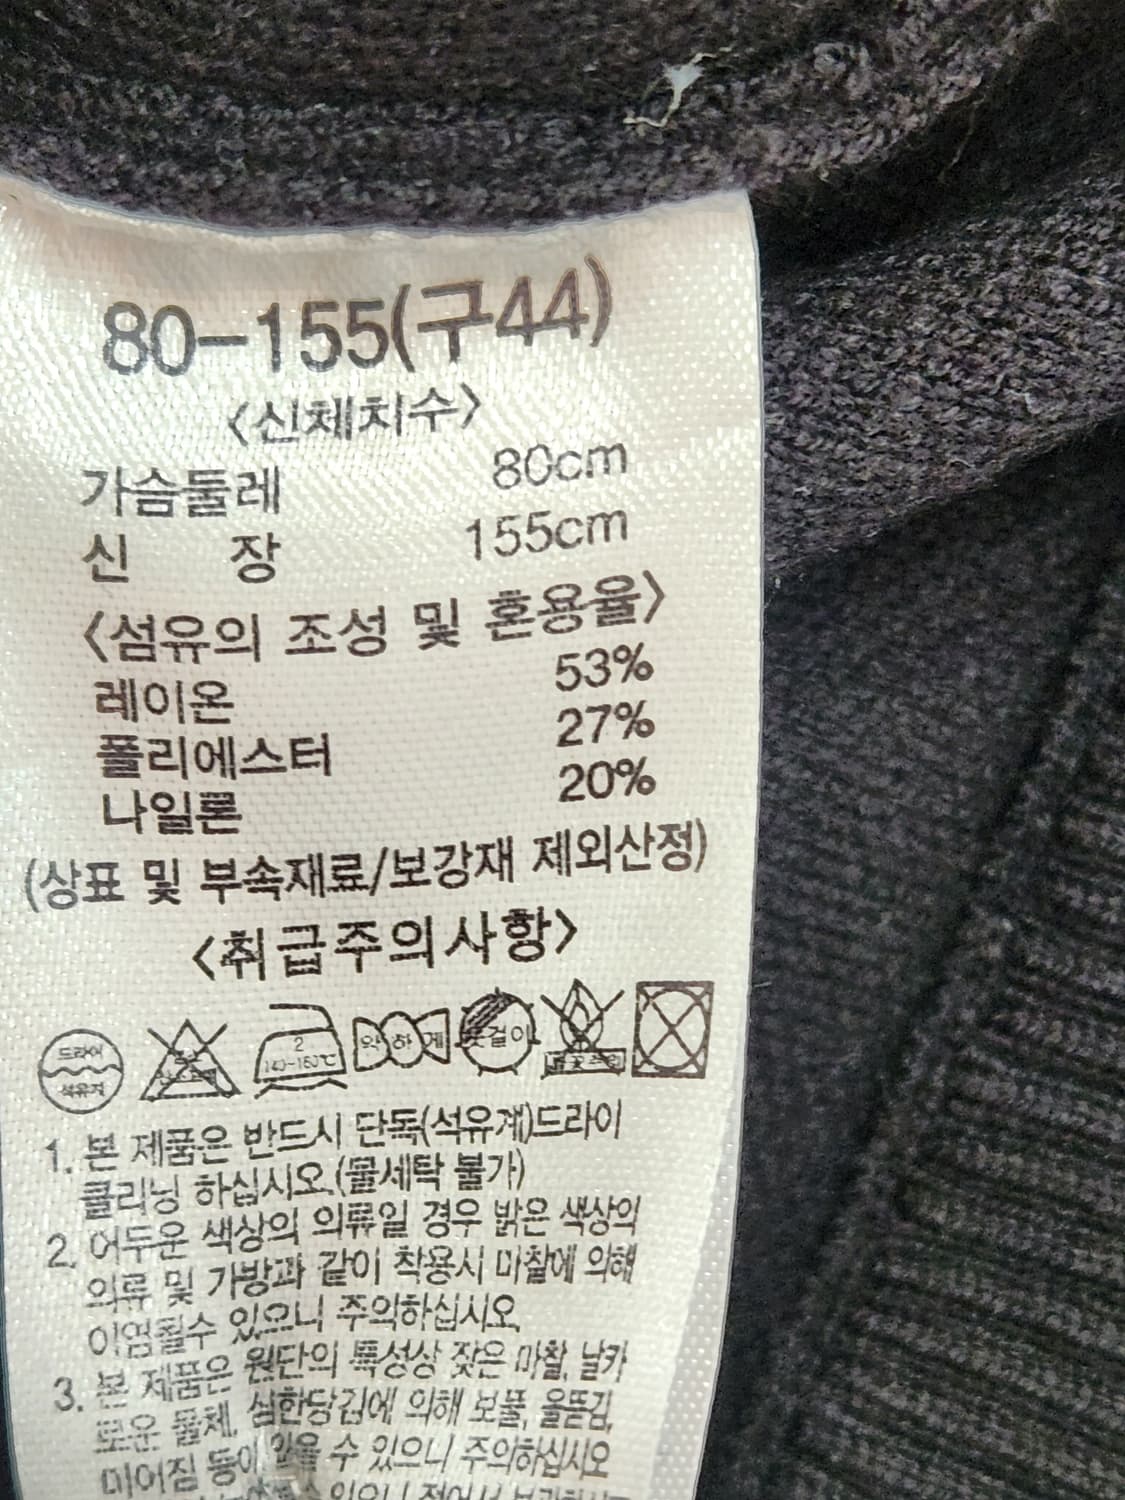 80-155(구44)
<신체치수>
가슴둘레 80cm
신 장 155cm
<섬유의 조성 및 혼용율>
레이온 53%
폴리에스터 27%
나일론 20%
(상표 및 부속재료/보강재 제외산정)
<취급주의사항>
드라이 석유계 2 140~160℃ 약하게 옷걸이
1. 본 제품은 반드시 단독(석유계)드라이
클리닝 하십시오.(물세탁 불가)
2. 어두운 색상의 의류일 경우 밝은 색상의
의류 및 가방과 같이 착용시 마찰에 의해
이염될수 있으니 주의하십시오.
3. 본 제품은 원단의 특성상 잦은 마찰, 날카
로운 물체, 심한당김에 의해 보풀, 올뜯김,
미어짐 등이 있을 수 있으니 주의하십시오